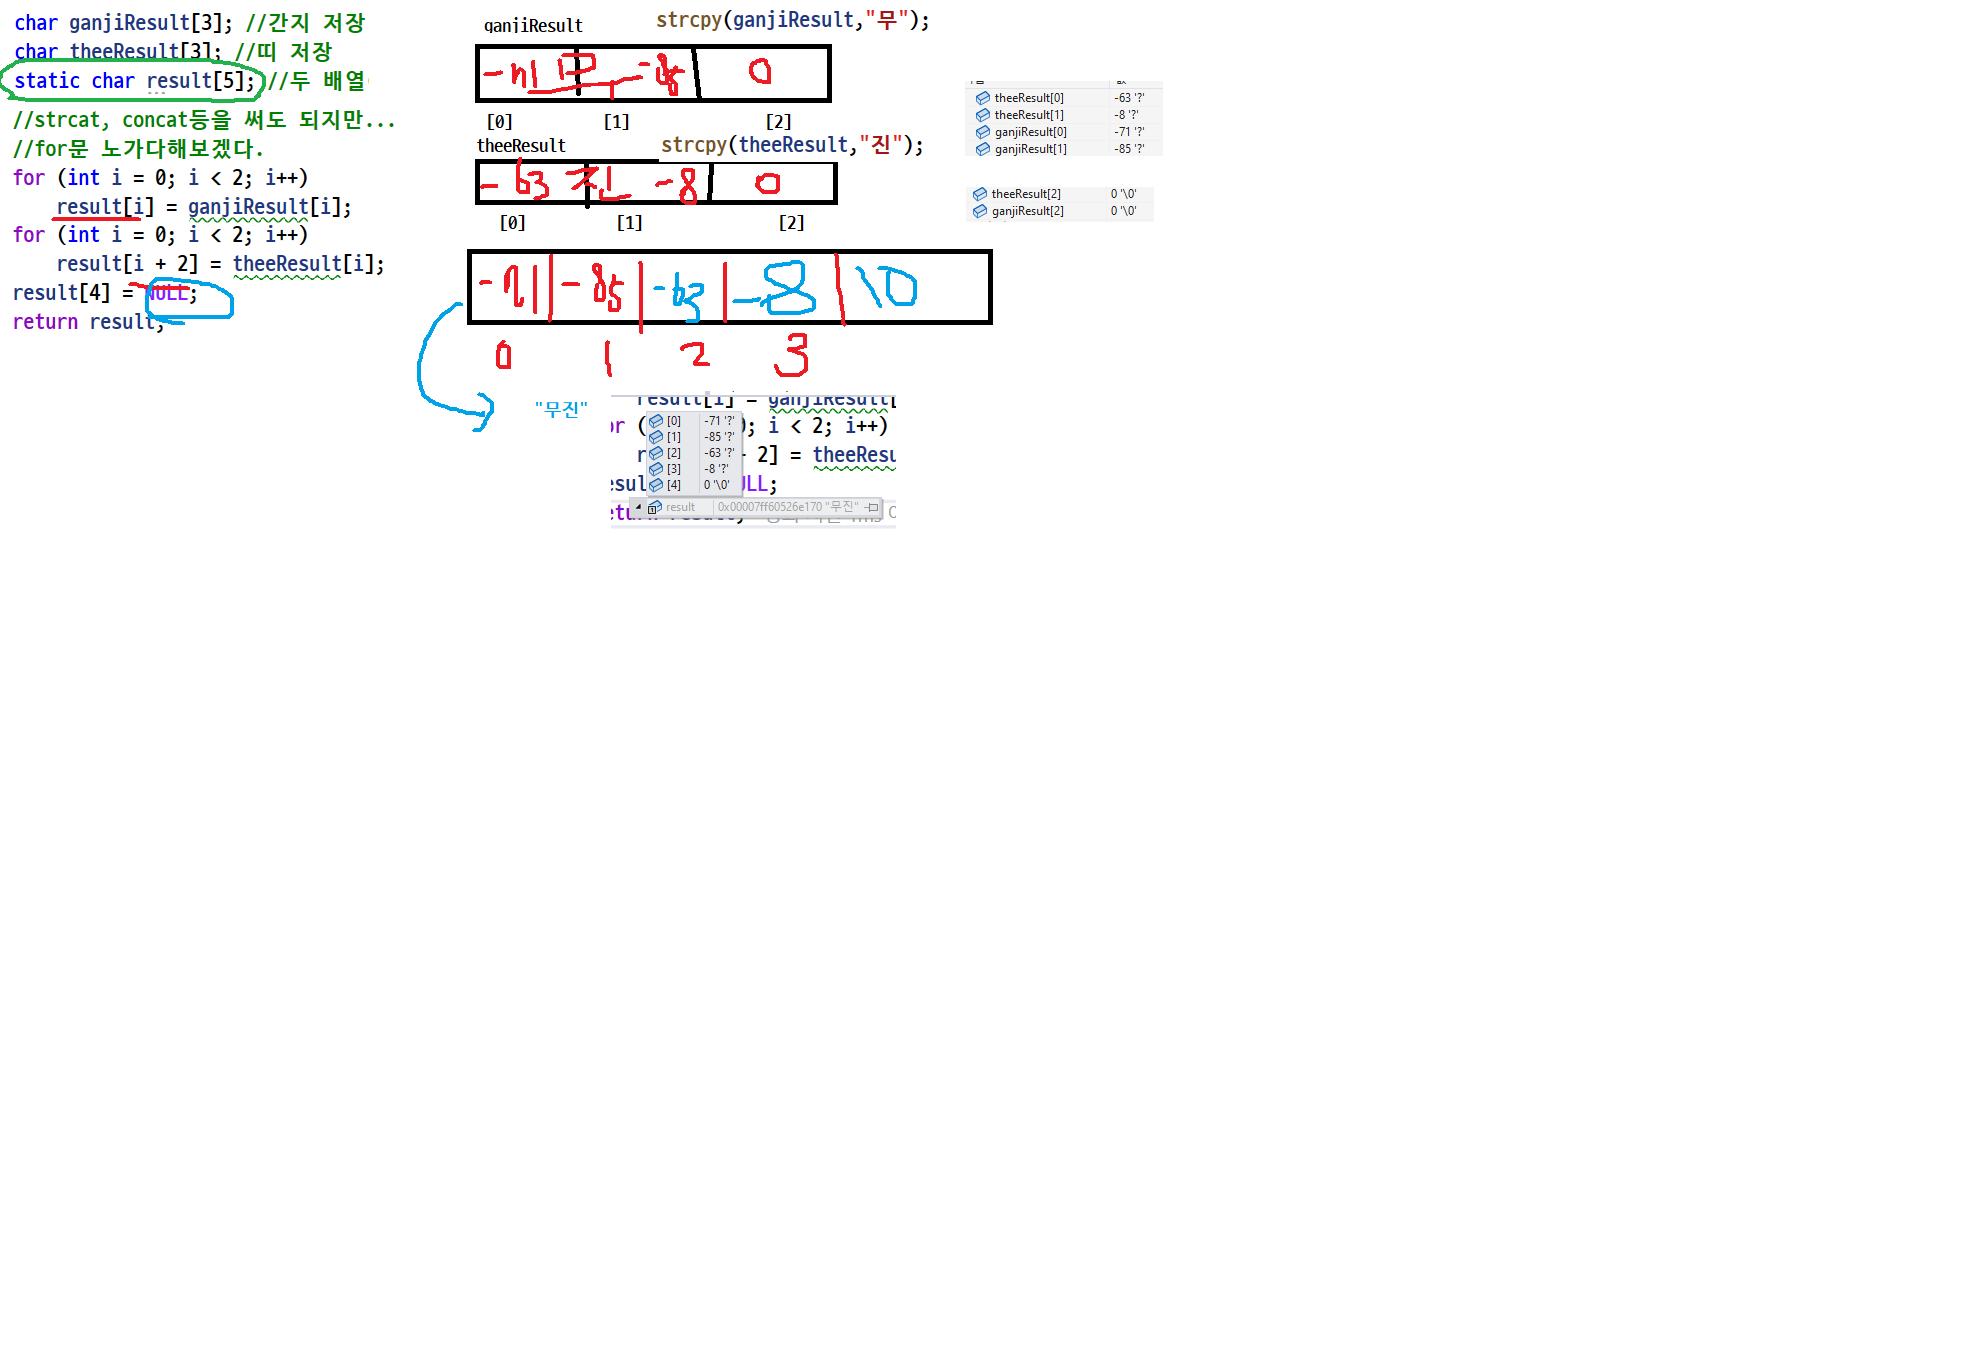 char ganjiResult[3]; //간지 저장
char theeResult[3]; //띠 저장
static char result[5]; //두 배열
//strcat, concat등을 써도 되지만...
//for문 노가다해보겠다.
for (int i = 0; i < 2; i++)
result[i] = ganjiResult[i];
for (int i = 0; i < 2; i++)
result[i + 2] = theeResult[i];
result[4] = NULL;
return result;
ganjiResult
strcpy(ganjiResult,"무");
-71 무 -85 0
[0] [1] [2]
theeResult
strcpy(theeResult,"진");
-63 진 -8 0
[0] [1] [2]
-71 -85 -63 -8 \0
0 1 2 3
"무진"
theeResult[0] -63 '?'
theeResult[1] -8 '?'
ganjiResult[0] -71 '?'
ganjiResult[1] -85 '?'
theeResult[2] 0 '\0'
ganjiResult[2] 0 '\0'
result[i] = ganjiResult[
[0] -71 '?'
; i < 2; i++)
[1] -85 '?'
[2] -63 '?'
2] = theeResu
[3] -8 '?'
[4] 0 '\0'
result 0x00007ff60526e170 "무진"